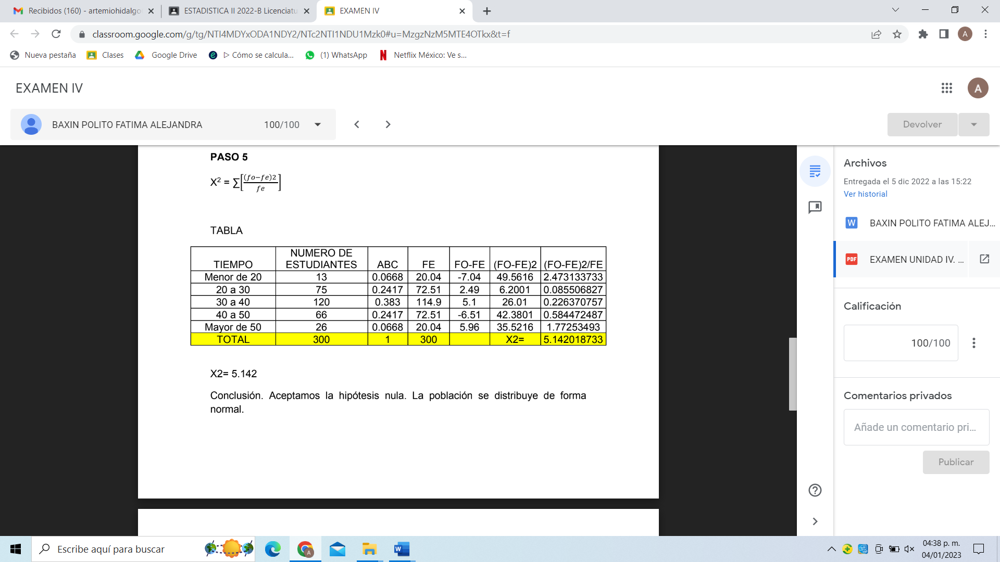 Recibidos (160) - artemiohidalgo
ESTADISTICA II 2022-B Licenciatu
EXAMEN IV
classroom.google.com/g/tg/NTI4MDYxODA1NDY2/NTc2NTI1NDU1Mzk0#u=MzgzNzM5MTE4OTkx&t=f
A
Nueva pestaña
Clases
Google Drive
▷ Cómo se calcula...
(1) WhatsApp
Netflix México: Ve s...
EXAMEN IV
A
BAXIN POLITO FATIMA ALEJANDRA 100/100
Devolver
PASO 5
X² = ∑[(fo−fe)2/fe]
TABLA
TIEMPO NUMERO DE ESTUDIANTES ABC FE FO-FE (FO-FE)2 (FO-FE)2/FE
Menor de 20 13 0.0668 20.04 -7.04 49.5616 2.473133733
20 a 30 75 0.2417 72.51 2.49 6.2001 0.085506827
30 a 40 120 0.383 114.9 5.1 26.01 0.226370757
40 a 50 66 0.2417 72.51 -6.51 42.3801 0.584472487
Mayor de 50 26 0.0668 20.04 5.96 35.5216 1.77253493
TOTAL 300 1 300 X2= 5.142018733
X2= 5.142
Conclusión. Aceptamos la hipótesis nula. La población se distribuye de forma
normal.
Archivos
Entregada el 5 dic 2022 a las 15:22
Ver historial
W BAXIN POLITO FATIMA ALEJ...
PDF EXAMEN UNIDAD IV. ...
Calificación
100/100
Comentarios privados
Añade un comentario pri...
Publicar
Escribe aquí para buscar
A
W
04:38 p. m.
04/01/2023